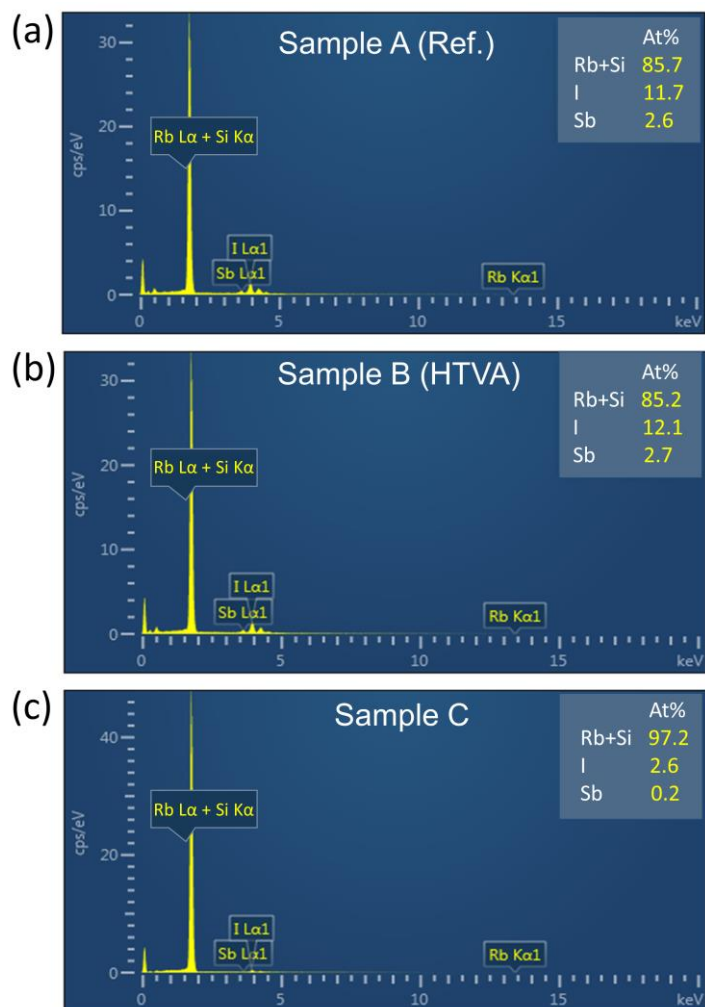 (a)
Sample A (Ref.)
At%
Rb+Si 85.7
I 11.7
Sb 2.6
30
20
10
0
cps/eV
Rb Lα + Si Kα
I Lα1
Sb Lα1
Rb Kα1
0 5 10 15 keV
(b)
Sample B (HTVA)
At%
Rb+Si 85.2
I 12.1
Sb 2.7
30
20
10
0
cps/eV
Rb Lα + Si Kα
I Lα1
Sb Lα1
Rb Kα1
0 5 10 15 keV
(c)
Sample C
At%
Rb+Si 97.2
I 2.6
Sb 0.2
40
20
0
cps/eV
Rb Lα + Si Kα
I Lα1
Sb Lα1
Rb Kα1
0 5 10 15 keV